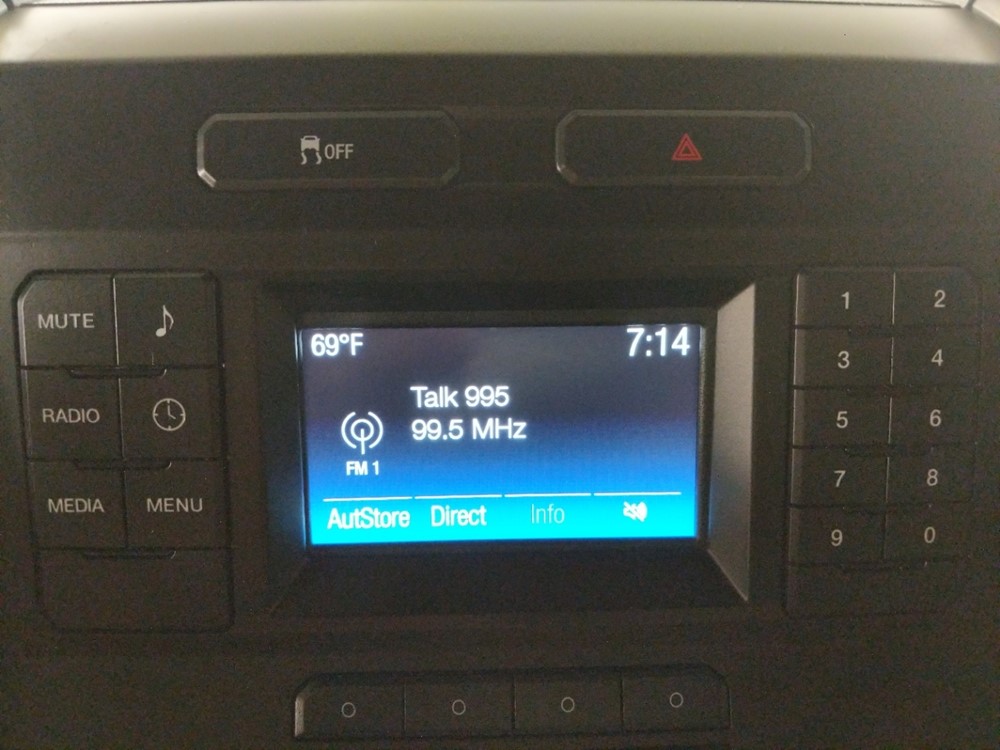 OFF
69°F 7:14
Talk 995
99.5 MHz
FM 1
AutStore Direct Info
MUTE
RADIO
MEDIA MENU
1 2
3 4
5 6
7 8
9 0